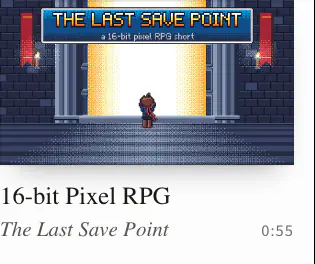 THE LAST SAVE POINT
a 16-bit pixel RPG short
16-bit Pixel RPG
The Last Save Point
0:55